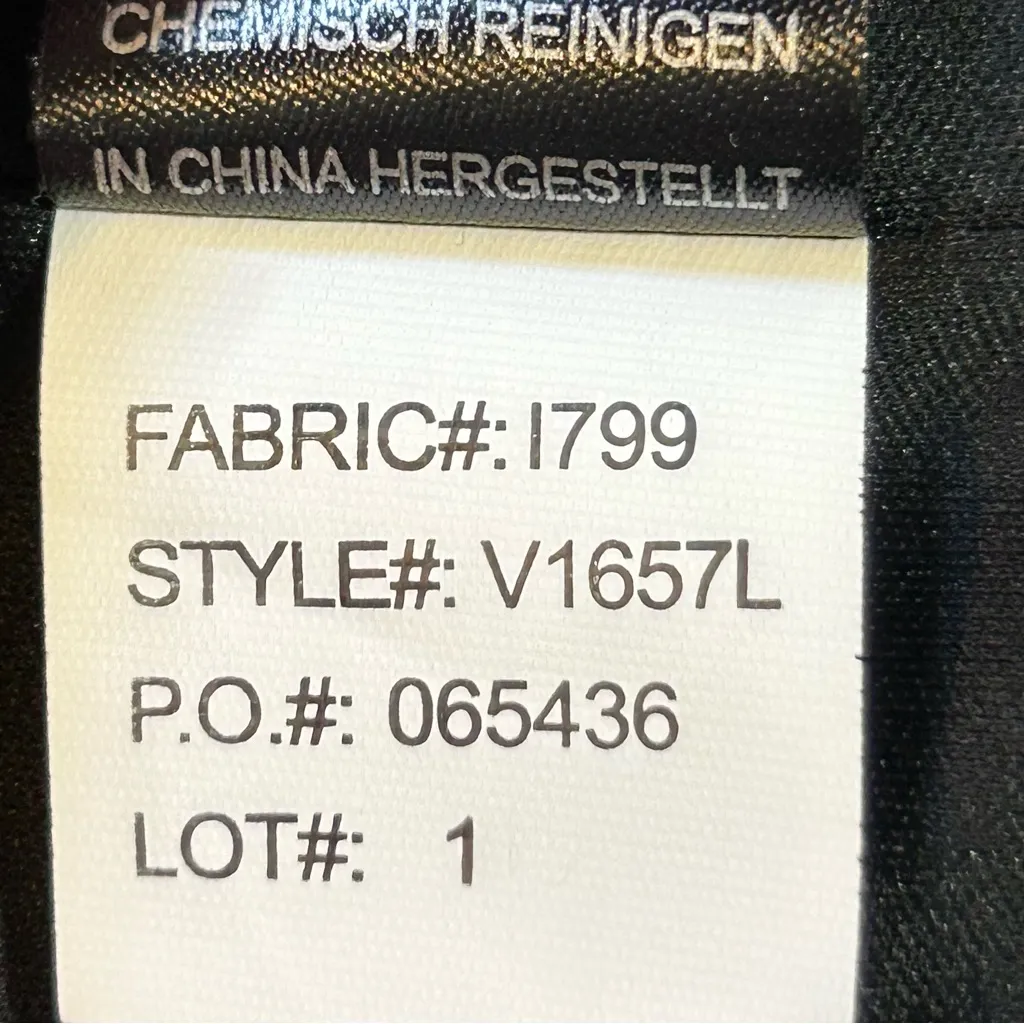 CHEMISCH REINIGEN
IN CHINA HERGESTELLT
FABRIC#: I799
STYLE#: V1657L
P.O.#: 065436
LOT#: 1